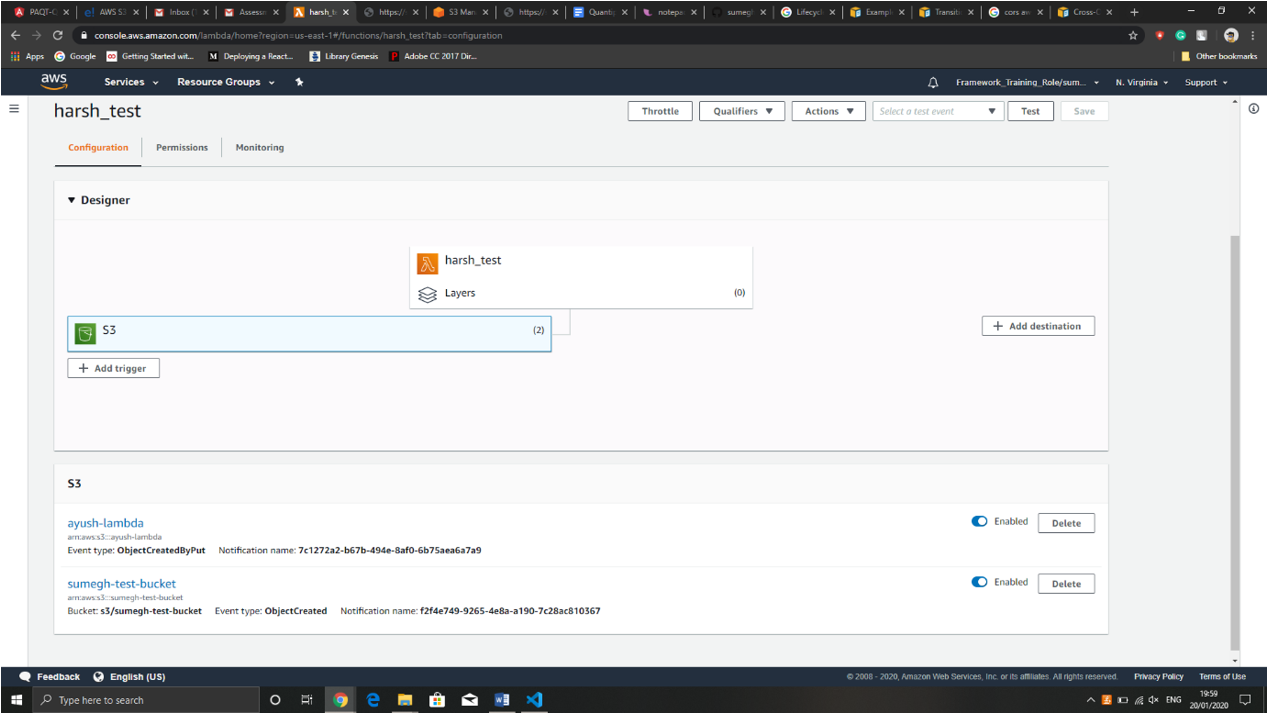 PAQT-C AWS S3 Inbox (1 Assessm harsh_te https:// S3 Man https:// Quanti notepa sumegh Lifecycl Example Transiti cors aw Cross-O
console.aws.amazon.com/lambda/home?region=us-east-1#/functions/harsh_test?tab=configuration
Apps Google Getting Started wit... Deploying a React... Library Genesis Adobe CC 2017 Dir... Other bookmarks
aws Services Resource Groups Framework_Training_Role/sum... N. Virginia Support
harsh_test Throttle Qualifiers Actions Select a test event Test Save
Configuration Permissions Monitoring
Designer
harsh_test
Layers (0)
S3 (2)
+ Add destination
+ Add trigger
S3
ayush-lambda Enabled Delete
arn:aws:s3:::ayush-lambda
Event type: ObjectCreatedByPut Notification name: 7c1272a2-b67b-494e-8af0-6b75aea6a7a9
sumegh-test-bucket Enabled Delete
arn:aws:s3:::sumegh-test-bucket
Bucket: s3/sumegh-test-bucket Event type: ObjectCreated Notification name: f2f4e749-9265-4e8a-a190-7c28ac810367
Feedback English (US) © 2008 - 2020, Amazon Web Services, Inc. or its affiliates. All rights reserved. Privacy Policy Terms of Use
Type here to search ENG 19:59
20/01/2020